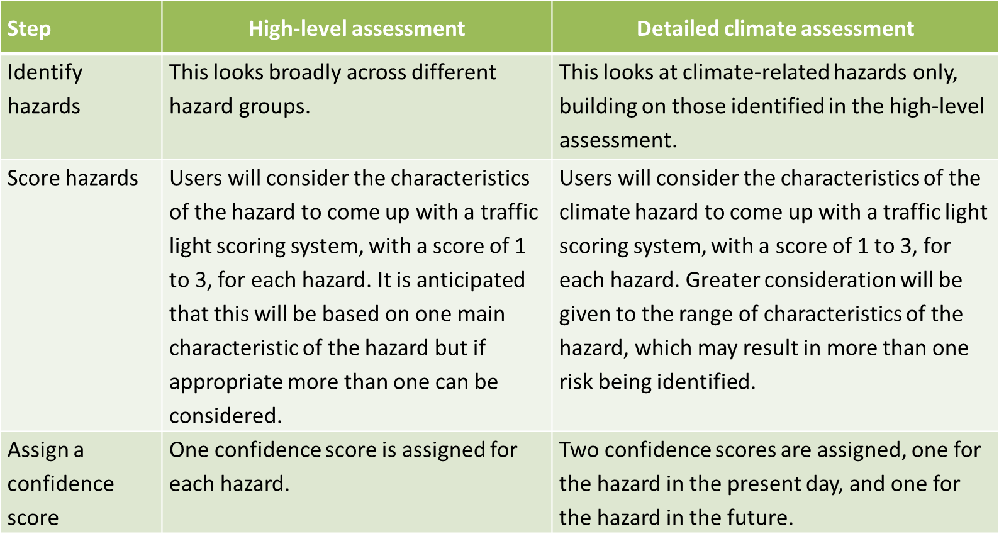 Step
High-level assessment
Detailed climate assessment
Identify
hazards
This looks broadly across different
hazard groups.
This looks at climate-related hazards only,
building on those identified in the high-level
assessment.
Score hazards
Users will consider the characteristics
of the hazard to come up with a traffic
light scoring system, with a score of 1
to 3, for each hazard. It is anticipated
that this will be based on one main
characteristic of the hazard but if
appropriate more than one can be
considered.
Users will consider the characteristics of the
climate hazard to come up with a traffic light
scoring system, with a score of 1 to 3, for
each hazard. Greater consideration will be
given to the range of characteristics of the
hazard, which may result in more than one
risk being identified.
Assign a
confidence
score
One confidence score is assigned for
each hazard.
Two confidence scores are assigned, one for
the hazard in the present day, and one for
the hazard in the future.